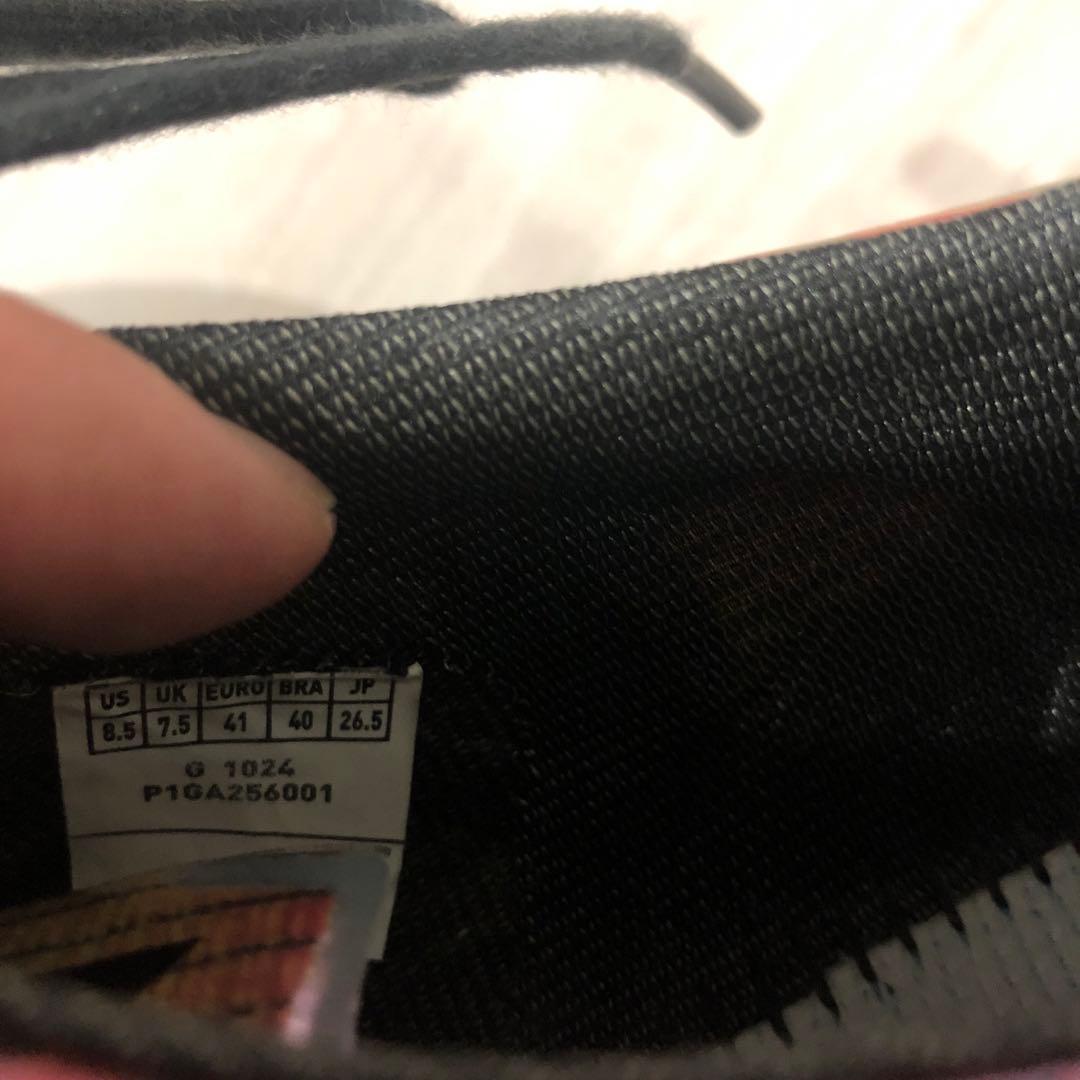 US UK EURO BRA JP
8.5 7.5 41 40 26.5
G 1024
P1GA256001